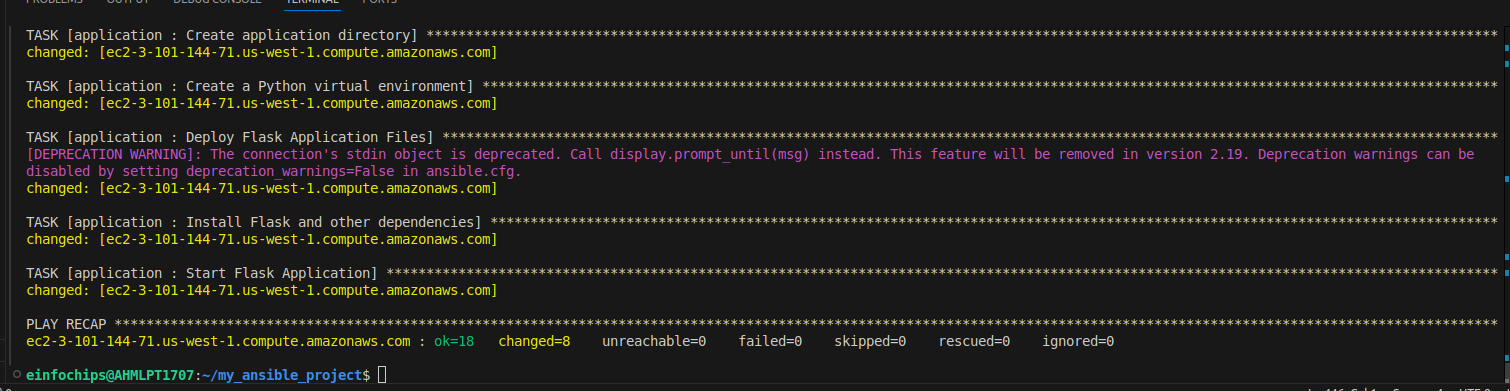 PROBLEMS OUTPUT DEBUG CONSOLE TERMINAL PORTS
TASK [application : Create application directory] **************************************************************************************************************************************
changed: [ec2-3-101-144-71.us-west-1.compute.amazonaws.com]
TASK [application : Create a Python virtual environment] *******************************************************************************************************************************
changed: [ec2-3-101-144-71.us-west-1.compute.amazonaws.com]
TASK [application : Deploy Flask Application Files] ************************************************************************************************************************************
[DEPRECATION WARNING]: The connection's stdin object is deprecated. Call display.prompt_until(msg) instead. This feature will be removed in version 2.19. Deprecation warnings can be
disabled by setting deprecation_warnings=False in ansible.cfg.
changed: [ec2-3-101-144-71.us-west-1.compute.amazonaws.com]
TASK [application : Install Flask and other dependencies] ******************************************************************************************************************************
changed: [ec2-3-101-144-71.us-west-1.compute.amazonaws.com]
TASK [application : Start Flask Application] *******************************************************************************************************************************************
changed: [ec2-3-101-144-71.us-west-1.compute.amazonaws.com]
PLAY RECAP *****************************************************************************************************************************************************************************
ec2-3-101-144-71.us-west-1.compute.amazonaws.com : ok=18 changed=8 unreachable=0 failed=0 skipped=0 rescued=0 ignored=0
einfochips@AHMLPT1707:~/my_ansible_project$